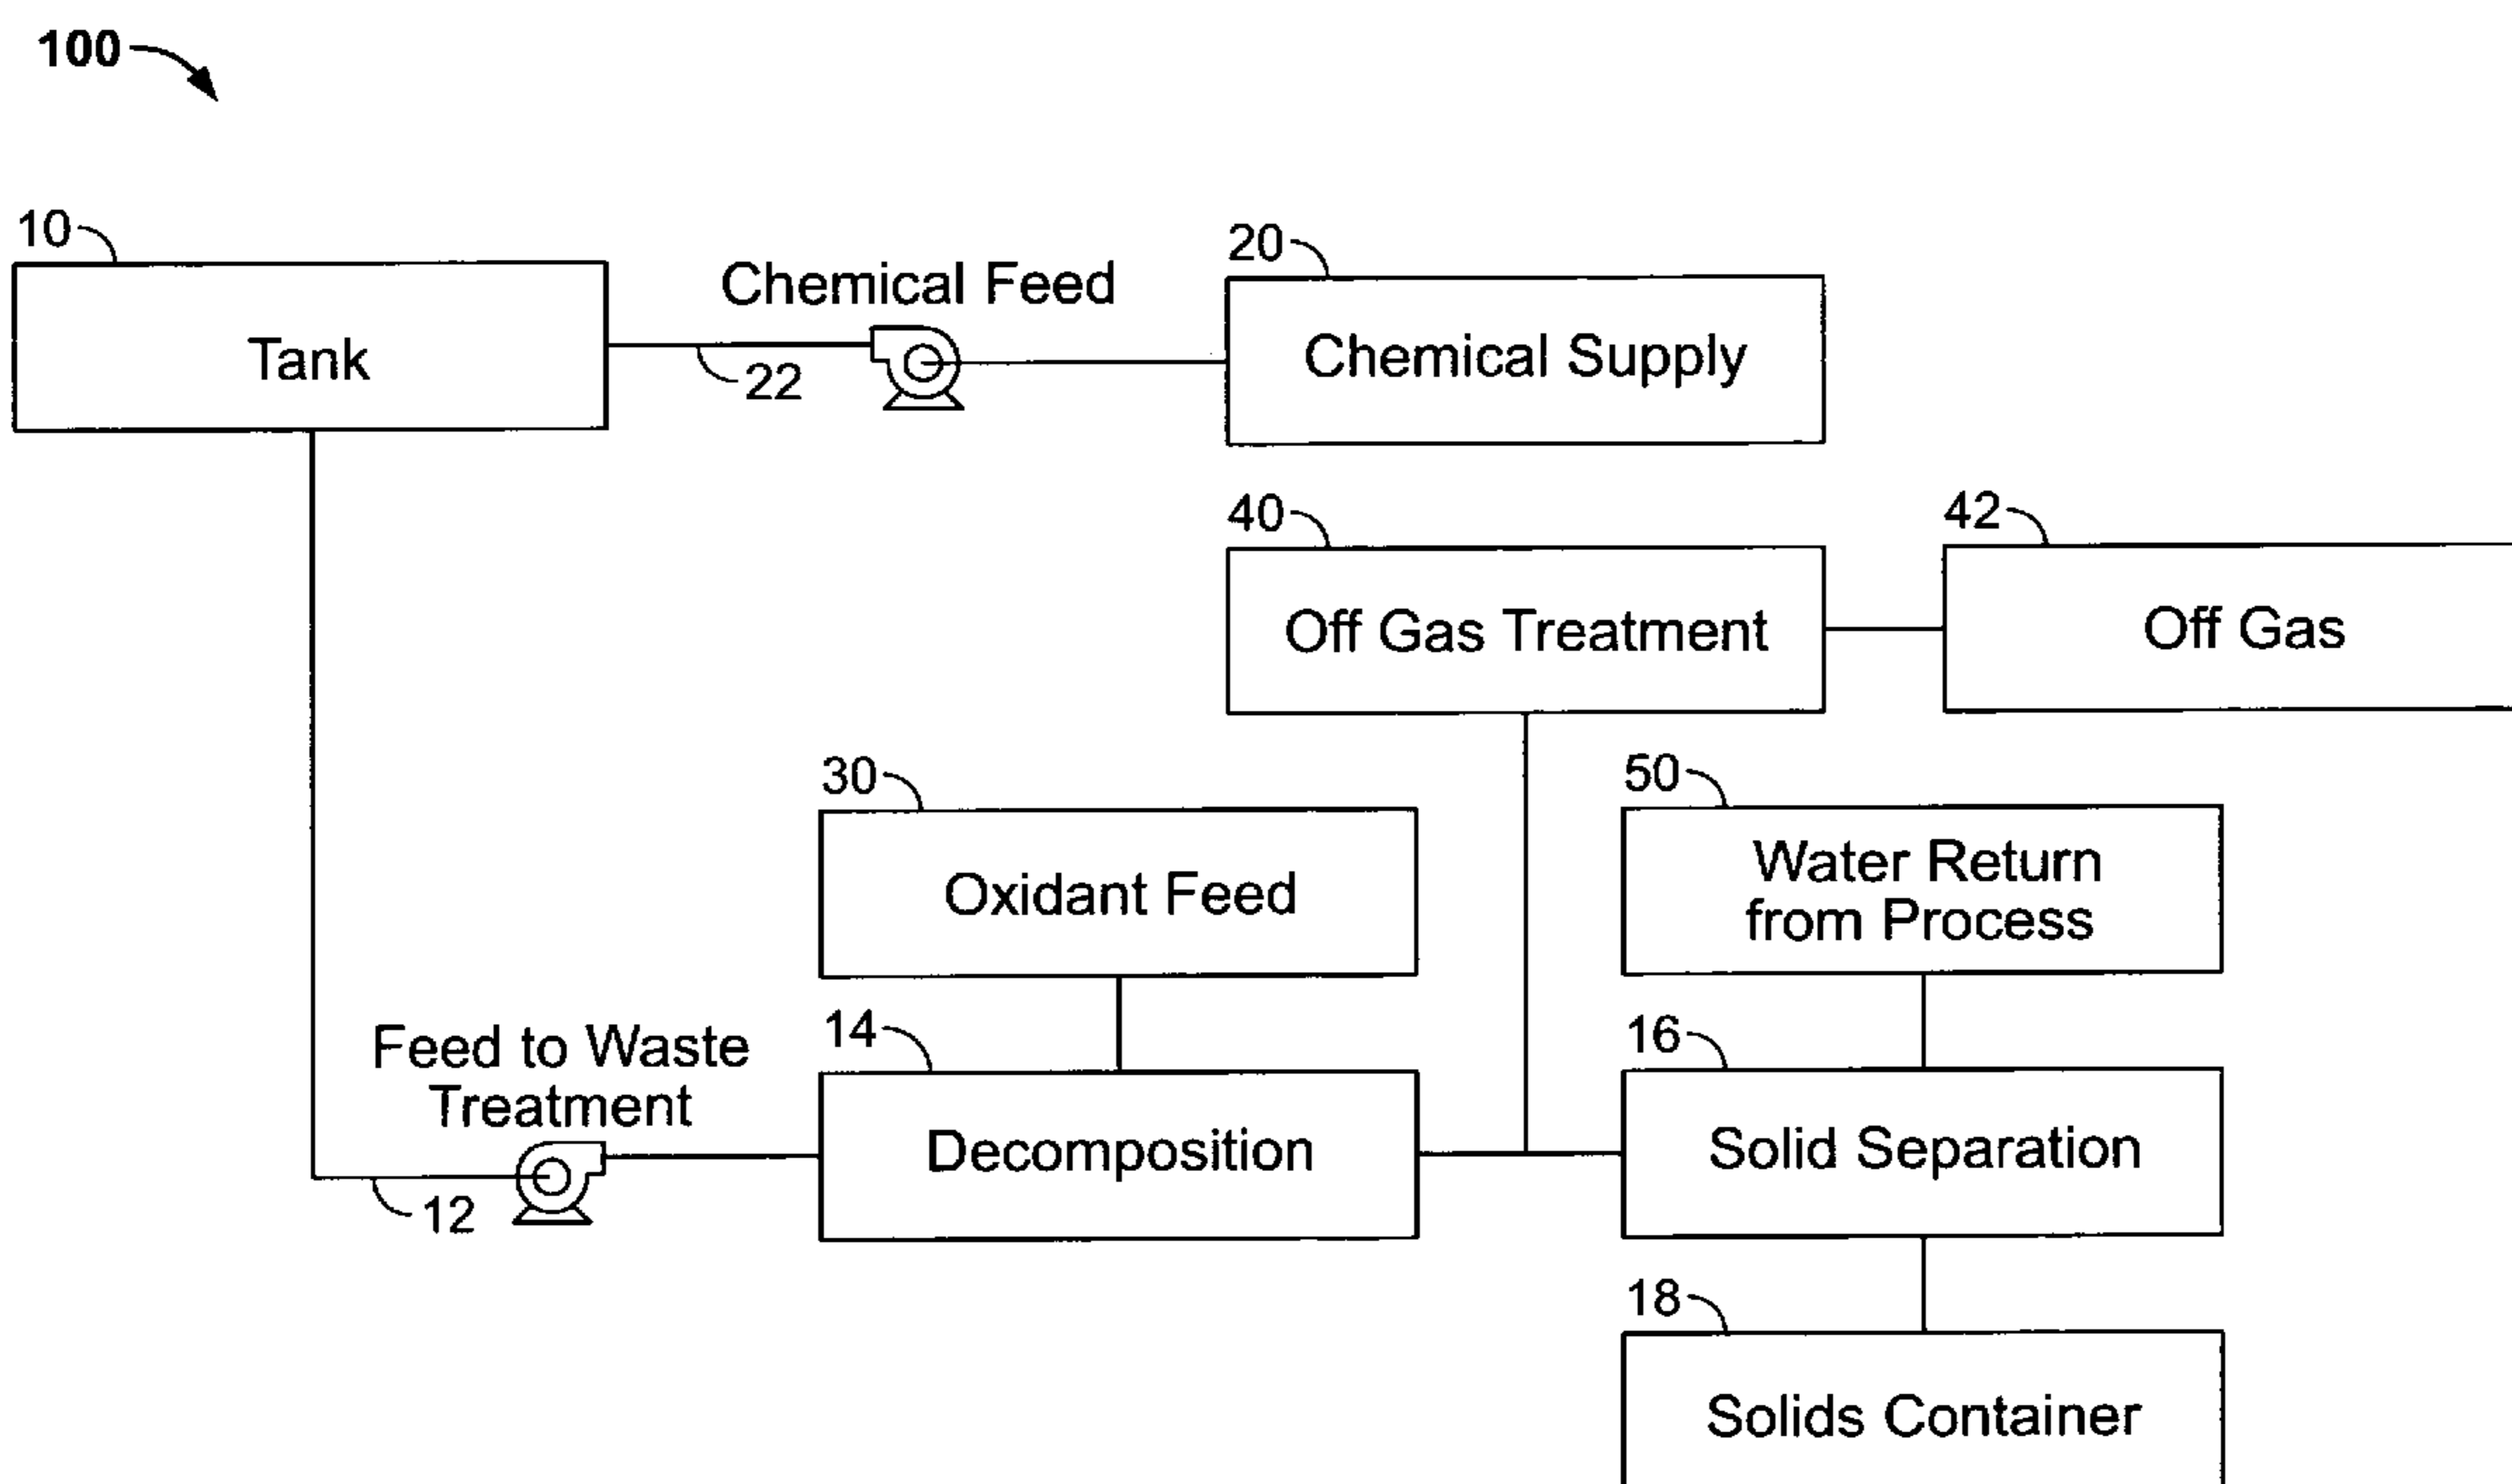 100
10
Tank
Chemical Feed
22
20
Chemical Supply
40
Off Gas Treatment
42
Off Gas
30
Oxidant Feed
50
Water Return
from Process
Feed to Waste
Treatment
12
14
Decomposition
16
Solid Separation
18
Solids Container